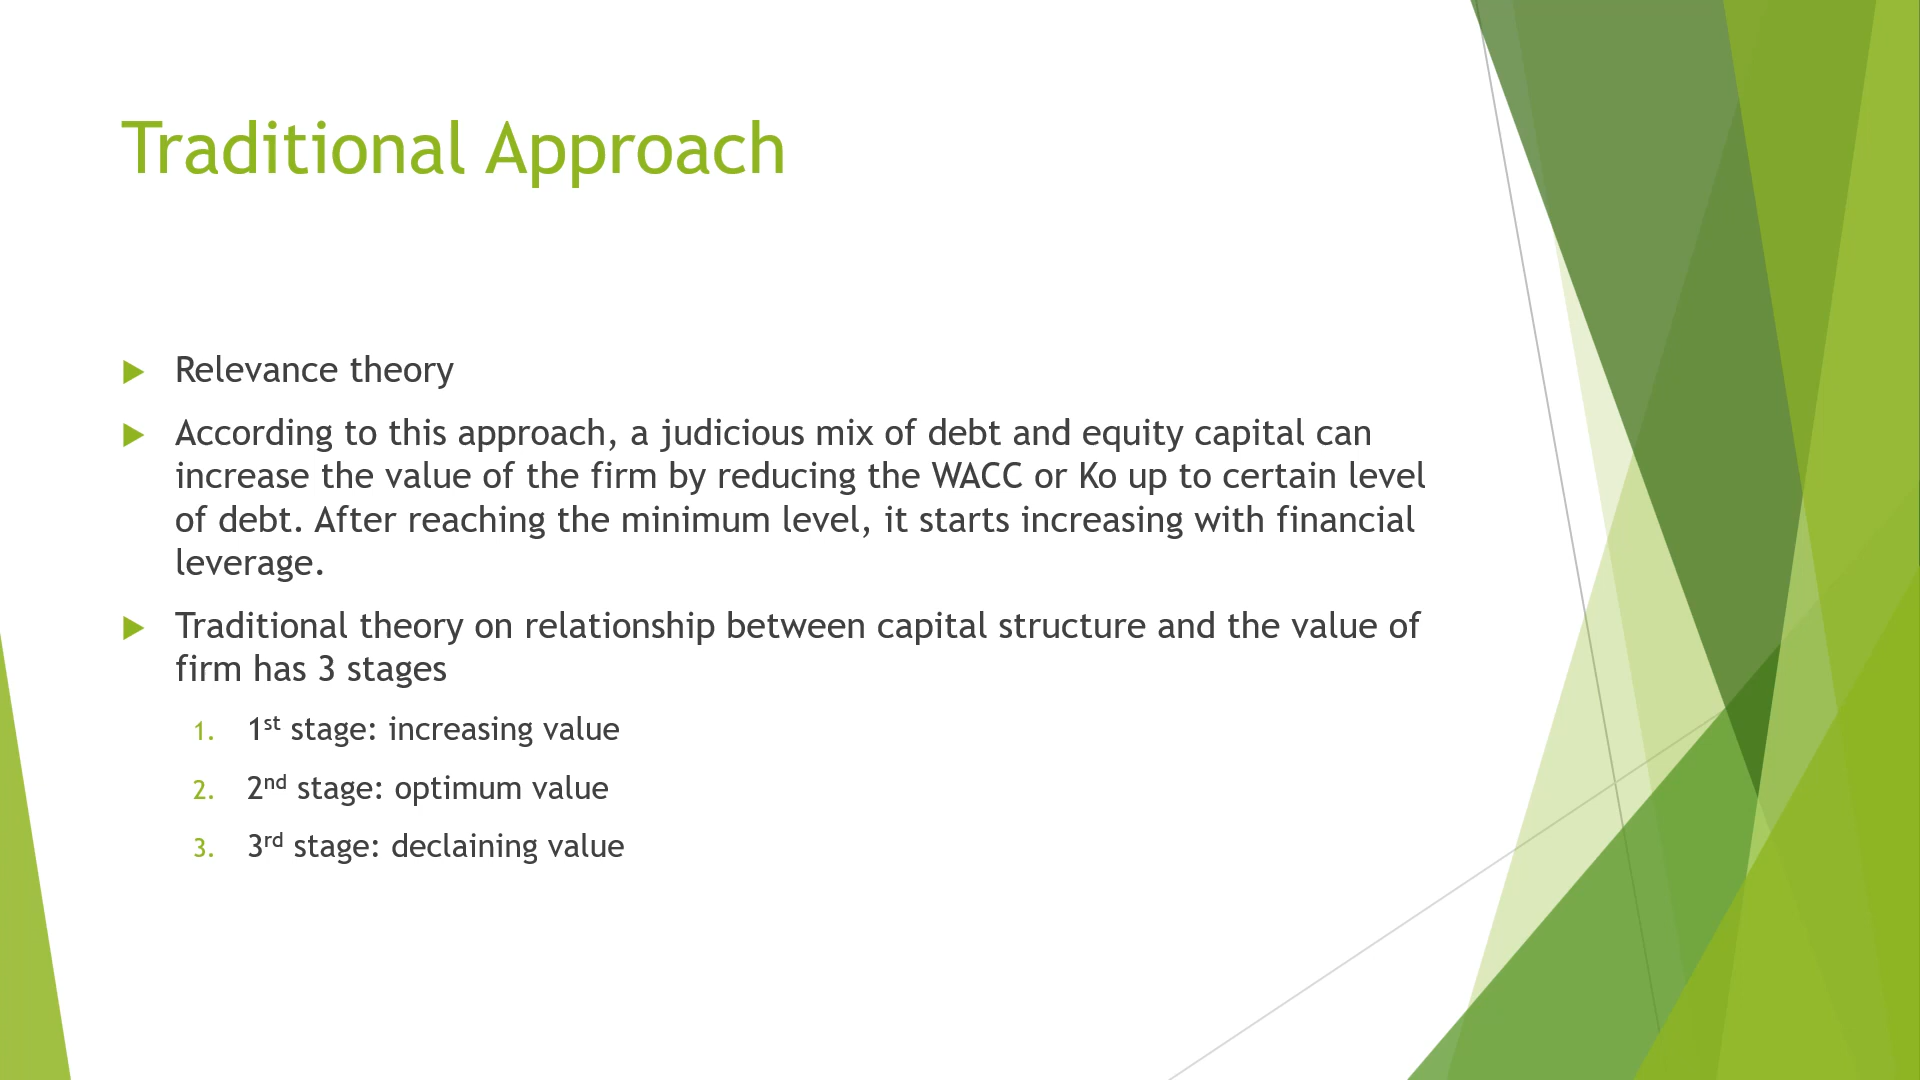 Traditional Approach
Relevance theory
According to this approach, a judicious mix of debt and equity capital can
increase the value of the firm by reducing the WACC or Ko up to certain level
of debt. After reaching the minimum level, it starts increasing with financial
leverage.
Traditional theory on relationship between capital structure and the value of
firm has 3 stages
1. 1st stage: increasing value
2. 2nd stage: optimum value
3. 3rd stage: declaining value